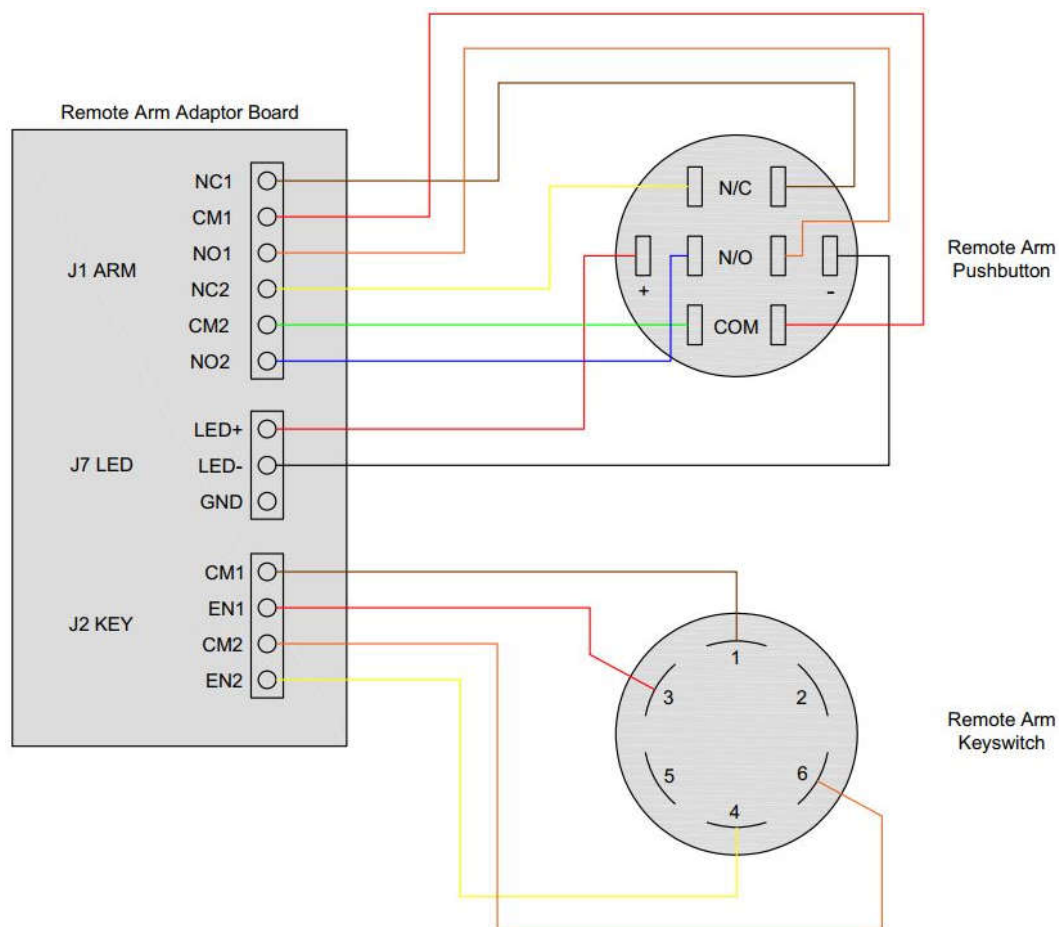 Remote Arm Adaptor Board
J1 ARM
NC1
CM1
NO1
NC2
CM2
NO2
J7 LED
LED+
LED-
GND
J2 KEY
CM1
EN1
CM2
EN2
N/C
N/O
+
-
COM
Remote Arm
Pushbutton
1
2
3
4
5
6
Remote Arm
Keyswitch